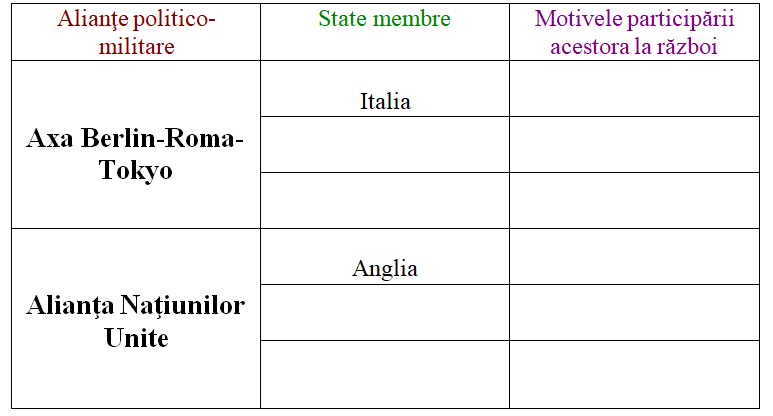 Alianţe politico-
militare
State membre
Motivele participării
acestora la război
Axa Berlin-Roma-
Tokyo
Italia
Alianţa Naţiunilor
Unite
Anglia